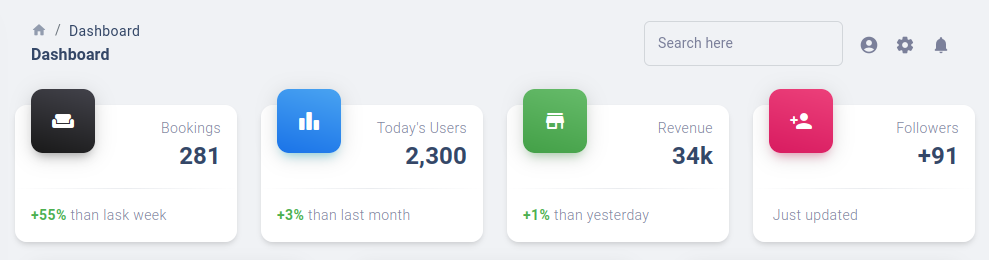 / Dashboard
Dashboard
Search here
Bookings
281
+55% than lask week
Today's Users
2,300
+3% than last month
Revenue
34k
+1% than yesterday
Followers
+91
Just updated